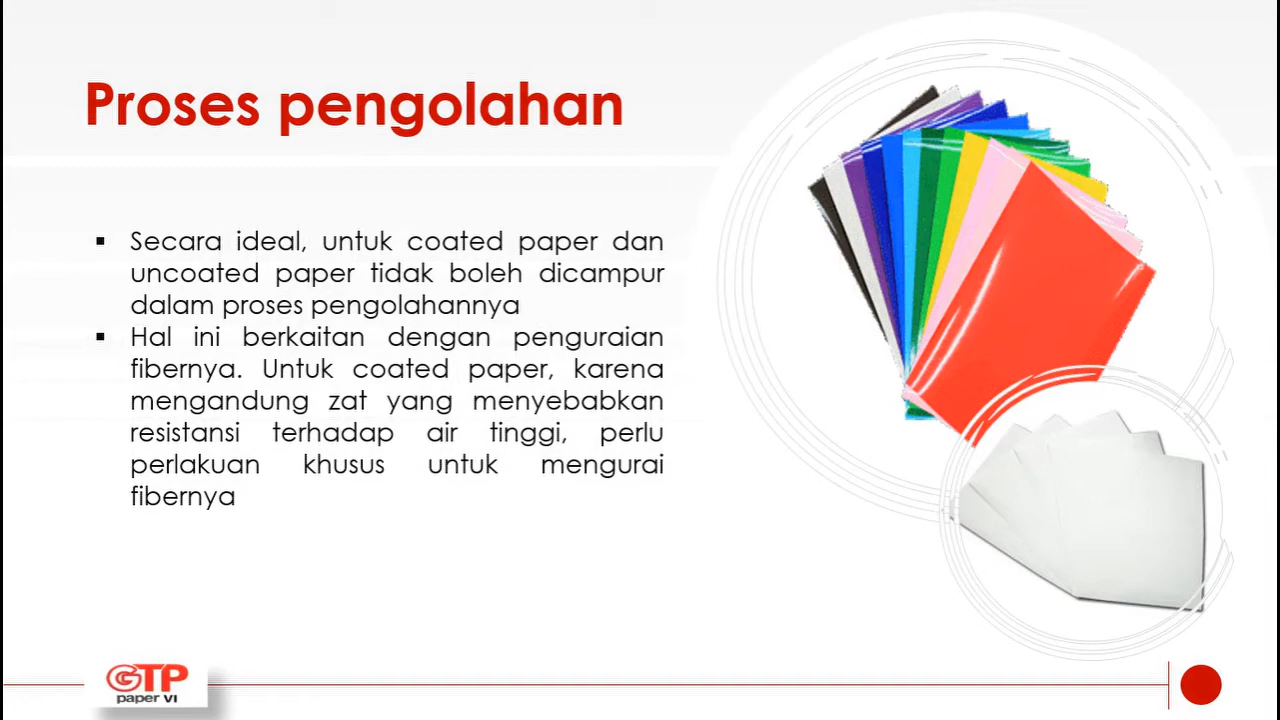 Proses pengolahan
▪ Secara ideal, untuk coated paper dan
uncoated paper tidak boleh dicampur
dalam proses pengolahannya
▪ Hal ini berkaitan dengan penguraian
fibernya. Untuk coated paper, karena
mengandung zat yang menyebabkan
resistansi terhadap air tinggi, perlu
perlakuan khusus untuk mengurai
fibernya
GTP
paper VI